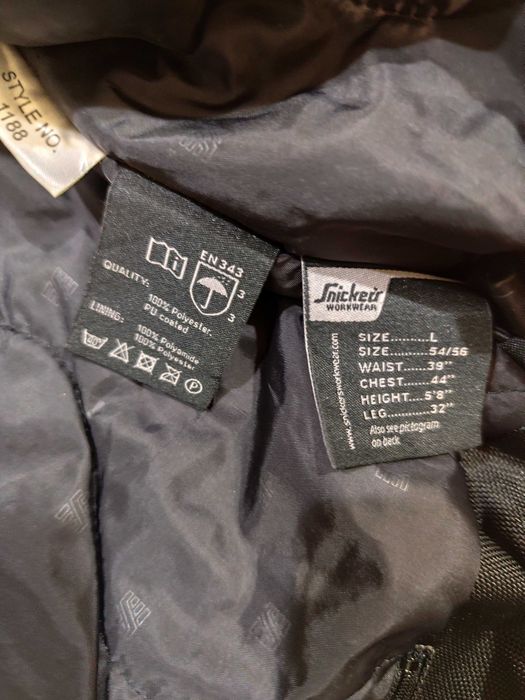 STYLE NO.
1188
EN 343
3
3
QUALITY:
100% Polyester,
PU coated
LINING:
100% Polyamide
100% Polyester
P
Snickers
WORKWEAR
www.snickersworkwear.com
SIZE..........L
SIZE..........54/56
WAIST.......39"
CHEST.......44"
HEIGHT.....5'8"
LEG...........32"
Also see pictogram
on back